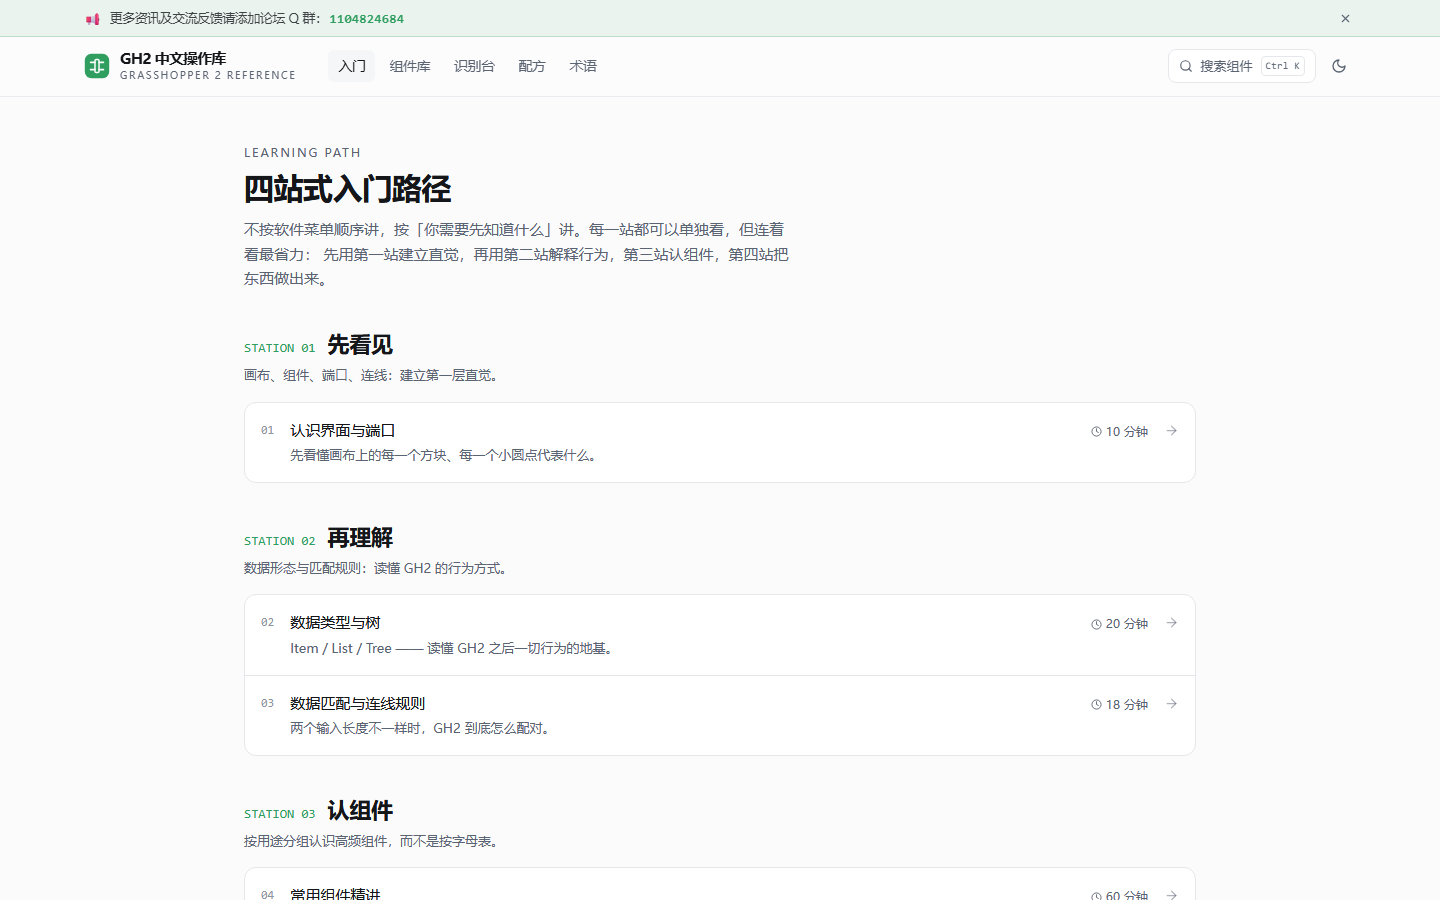 更多资讯及交流反馈请添加论坛 Q 群： 1104824684
GH2 中文操作库
GRASSHOPPER 2 REFERENCE
入门
组件库
识别台
配方
术语
搜索组件 Ctrl K
LEARNING PATH
四站式入门路径
不按软件菜单顺序讲，按「你需要先知道什么」讲。每一站都可以单独看，但连着
看最省力： 先用第一站建立直觉，再用第二站解释行为，第三站认组件，第四站把
东西做出来。
STATION 01 先看见
画布、组件、端口、连线：建立第一层直觉。
01 认识界面与端口 10 分钟
先看懂画布上的每一个方块、每一个小圆点代表什么。
STATION 02 再理解
数据形态与匹配规则：读懂 GH2 的行为方式。
02 数据类型与树 20 分钟
Item / List / Tree —— 读懂 GH2 之后一切行为的地基。
03 数据匹配与连线规则 18 分钟
两个输入长度不一样时，GH2 到底怎么配对。
STATION 03 认组件
按用途分组认识高频组件，而不是按字母表。
04 常用组件精讲 60 分钟